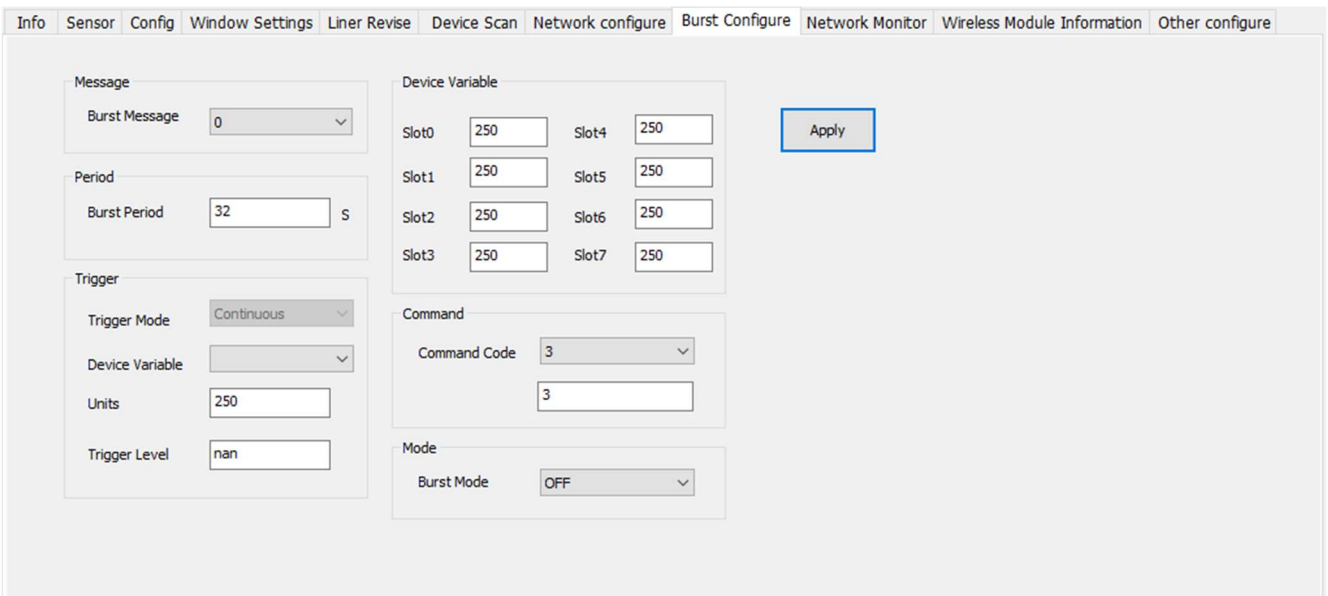 Info Sensor Config Window Settings Liner Revise Device Scan Network configure Burst Configure Network Monitor Wireless Module Information Other configure
Message
Burst Message 0
Period
Burst Period 32 S
Trigger
Trigger Mode Continuous
Device Variable
Units 250
Trigger Level nan
Device Variable
Slot0 250 Slot4 250
Slot1 250 Slot5 250
Slot2 250 Slot6 250
Slot3 250 Slot7 250
Command
Command Code 3
3
Mode
Burst Mode OFF
Apply